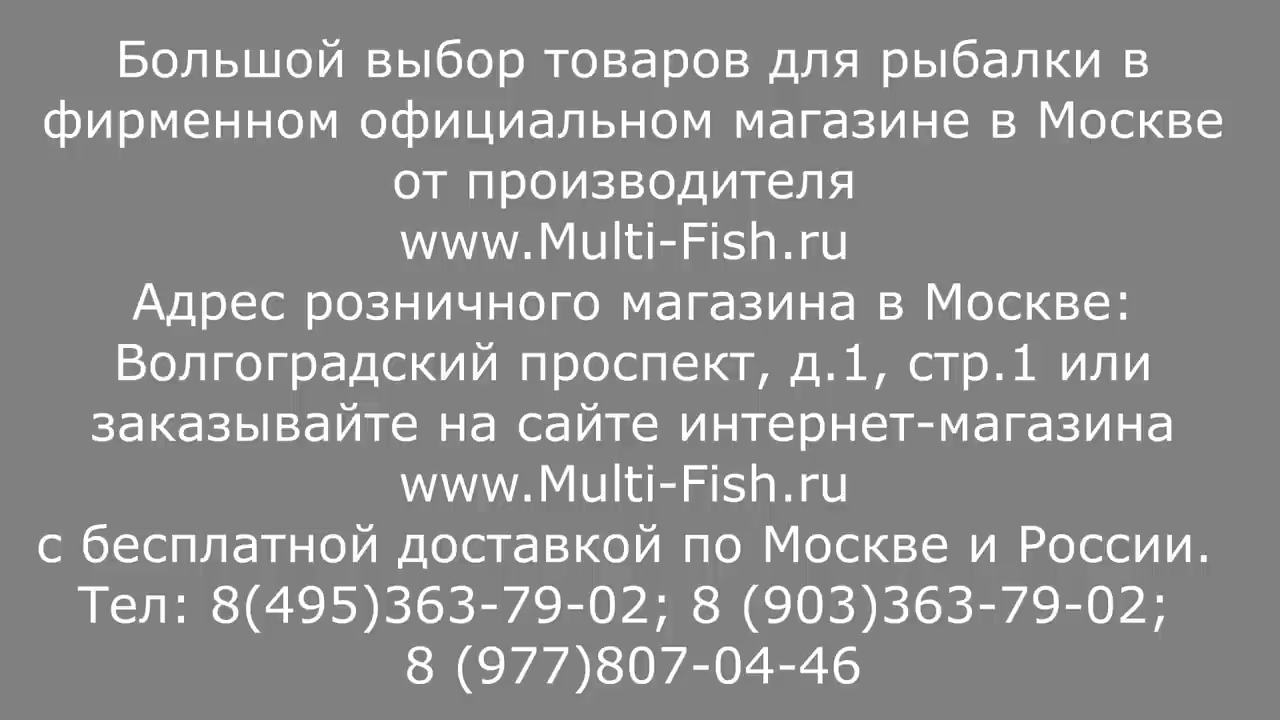 Большой выбор товаров для рыбалки в
фирменном официальном магазине в Москве
от производителя
www.Multi-Fish.ru
Адрес розничного магазина в Москве:
Волгоградский проспект, д.1, стр.1 или
заказывайте на сайте интернет-магазина
www.Multi-Fish.ru
с бесплатной доставкой по Москве и России.
Тел: 8(495)363-79-02; 8 (903)363-79-02;
8 (977)807-04-46